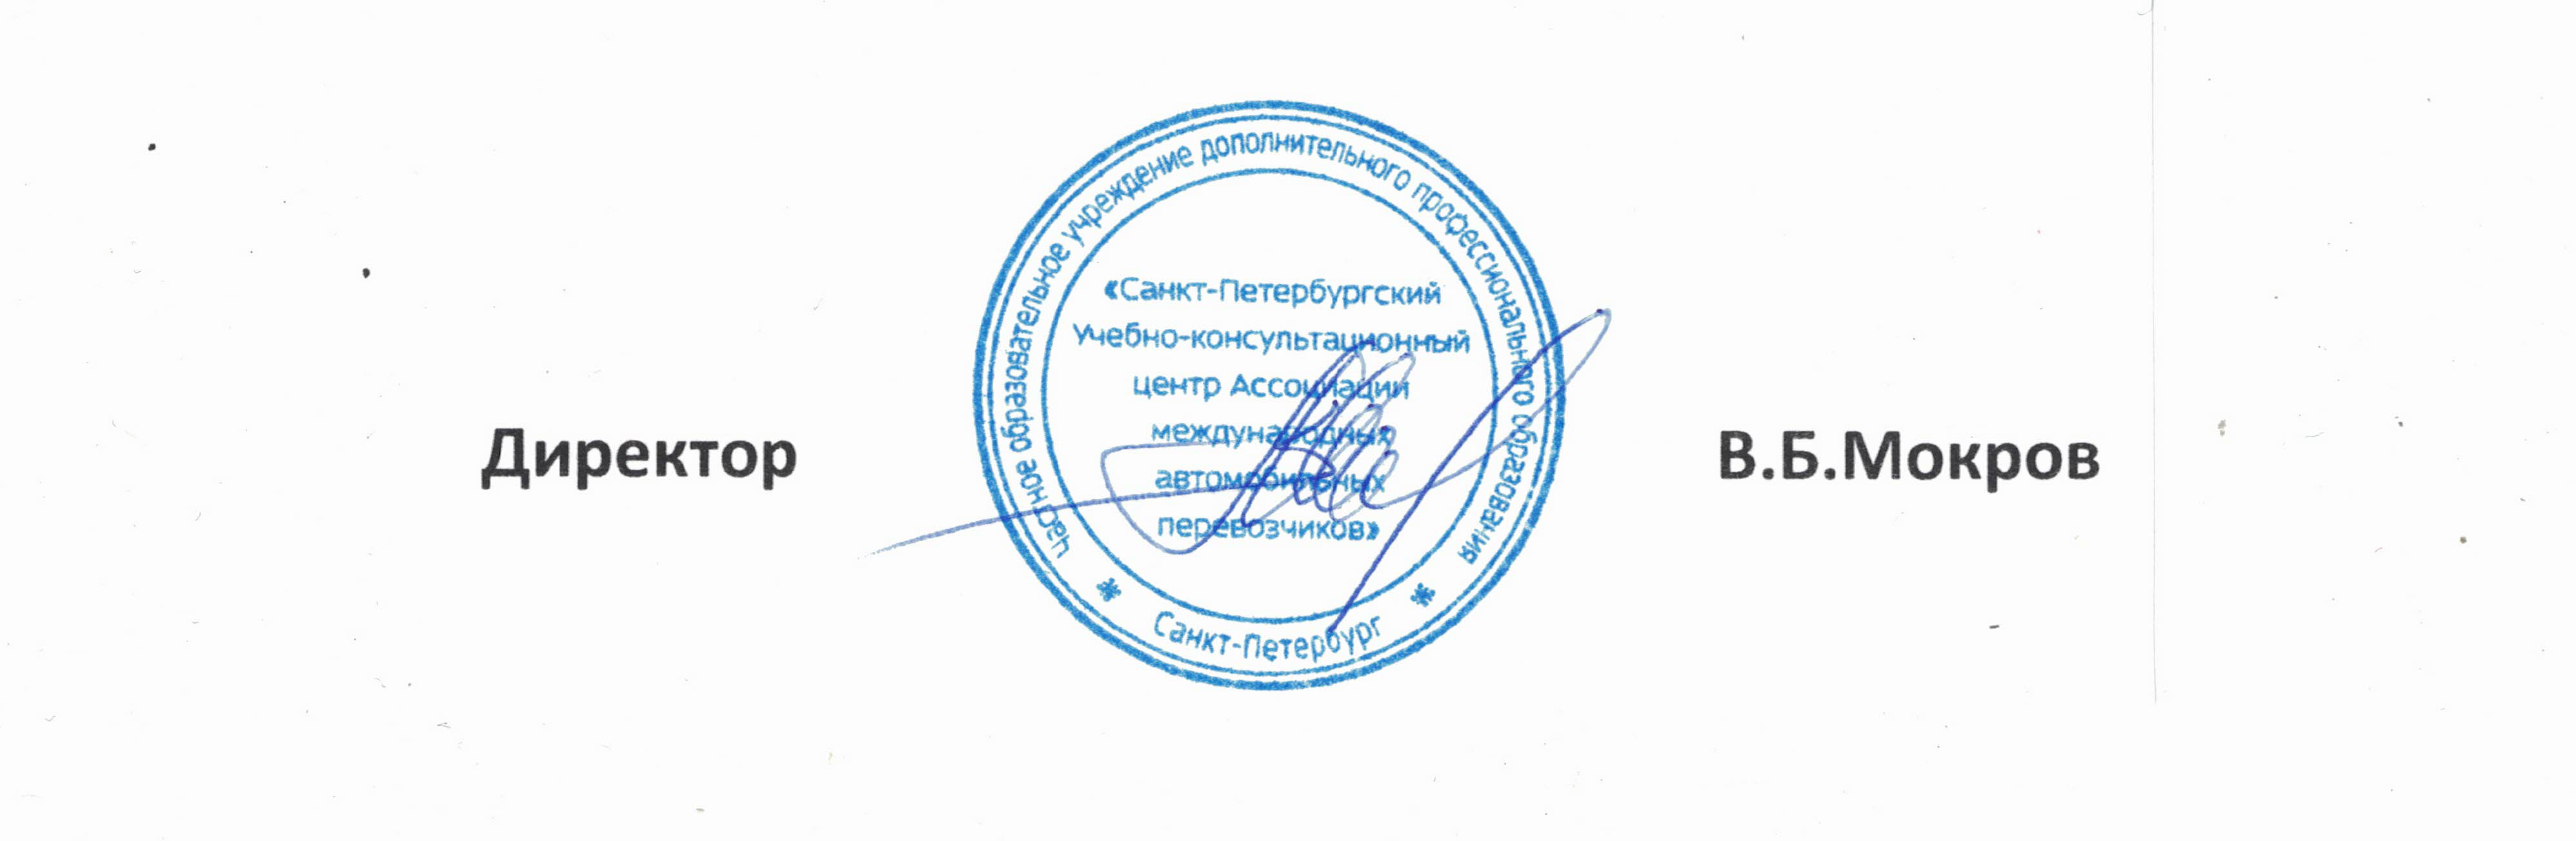 Директор
Частное образовательное учреждение дополнительного профессионального образования
«Санкт-Петербургский
Учебно-консультационный
центр Ассоциации
международных
автомобильных
перевозчиков»
* Санкт-Петербург *
В.Б.Мокров